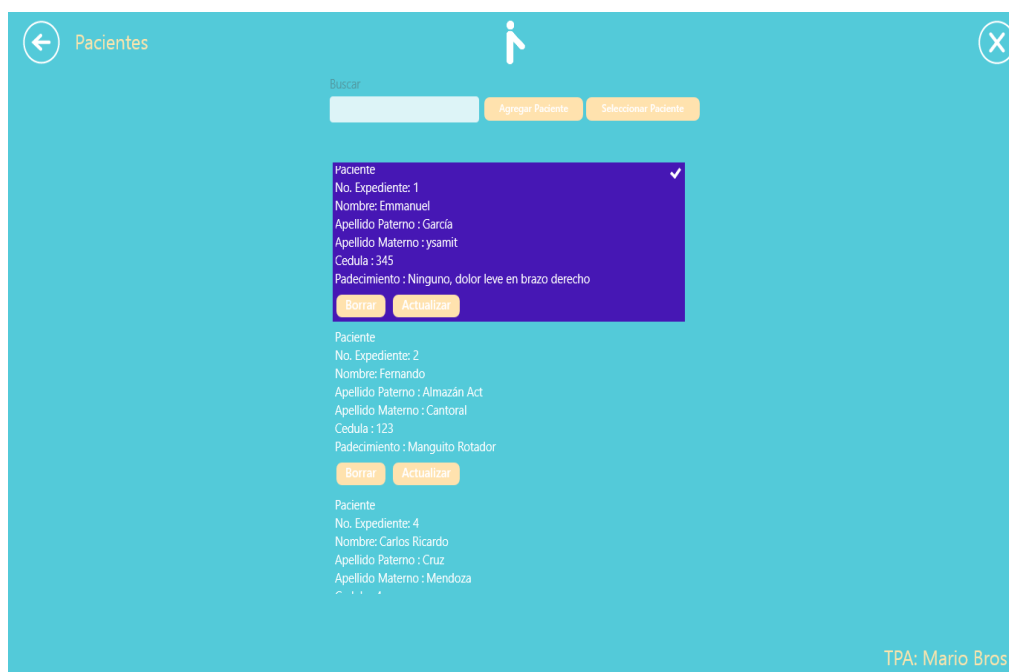 Pacientes
Buscar
Agregar Paciente
Seleccionar Paciente
Paciente
No. Expediente: 1
Nombre: Emmanuel
Apellido Paterno : García
Apellido Materno : ysamit
Cedula : 345
Padecimiento : Ninguno, dolor leve en brazo derecho
Borrar
Actualizar
Paciente
No. Expediente: 2
Nombre: Fernando
Apellido Paterno : Almazán Act
Apellido Materno : Cantoral
Cedula : 123
Padecimiento : Manguito Rotador
Borrar
Actualizar
Paciente
No. Expediente: 4
Nombre: Carlos Ricardo
Apellido Paterno : Cruz
Apellido Materno : Mendoza
TPA: Mario Bros